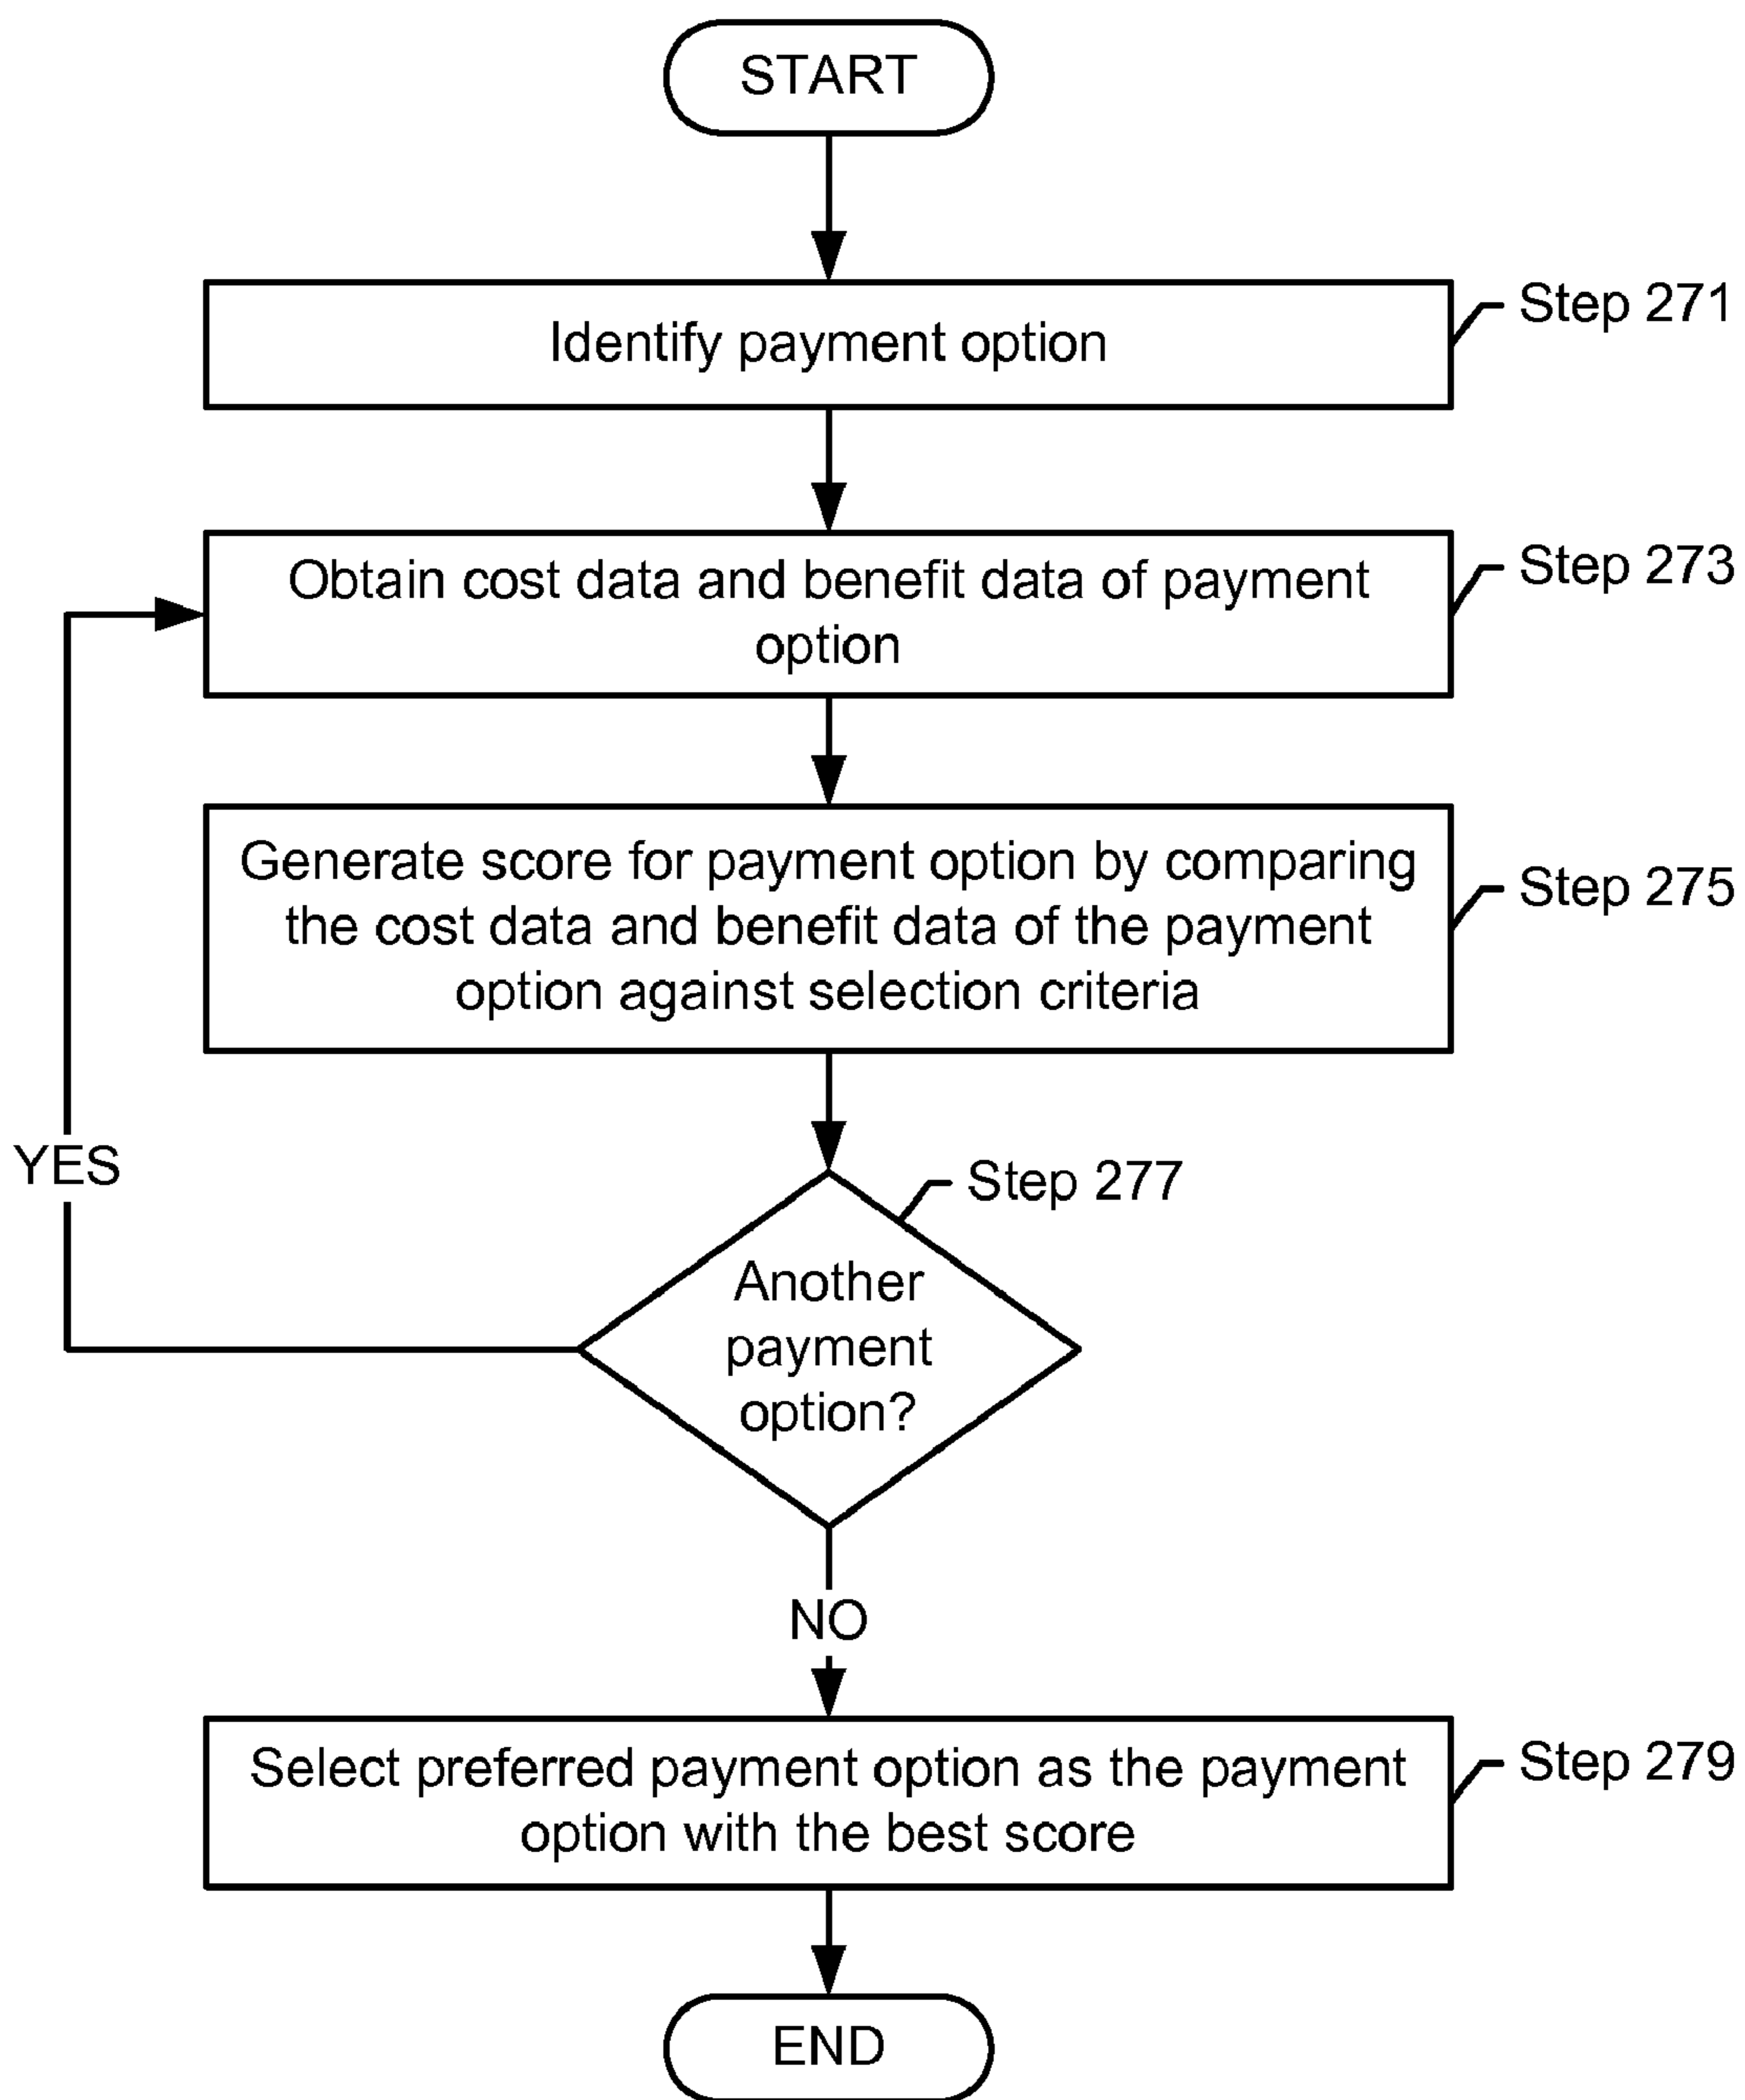 START
Identify payment option
Step 271
Obtain cost data and benefit data of payment
option
Step 273
Generate score for payment option by comparing
the cost data and benefit data of the payment
option against selection criteria
Step 275
YES
Step 277
Another
payment
option?
NO
Select preferred payment option as the payment
option with the best score
Step 279
END